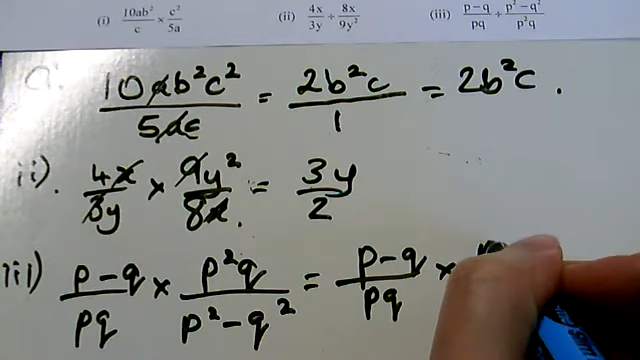 (i) 10ab²/c × c²/5a (ii) 4x/3y ÷ 8x/9y² (iii) p-q/pq ÷ p²-q²/p²q
10ab²c²/5ac = 2b²c/1 = 2b²c.
ii). 4x/3y × 9y²/8x = 3y/2
iii) p-q/pq × p²q/p²-q² = p-q/pq ×